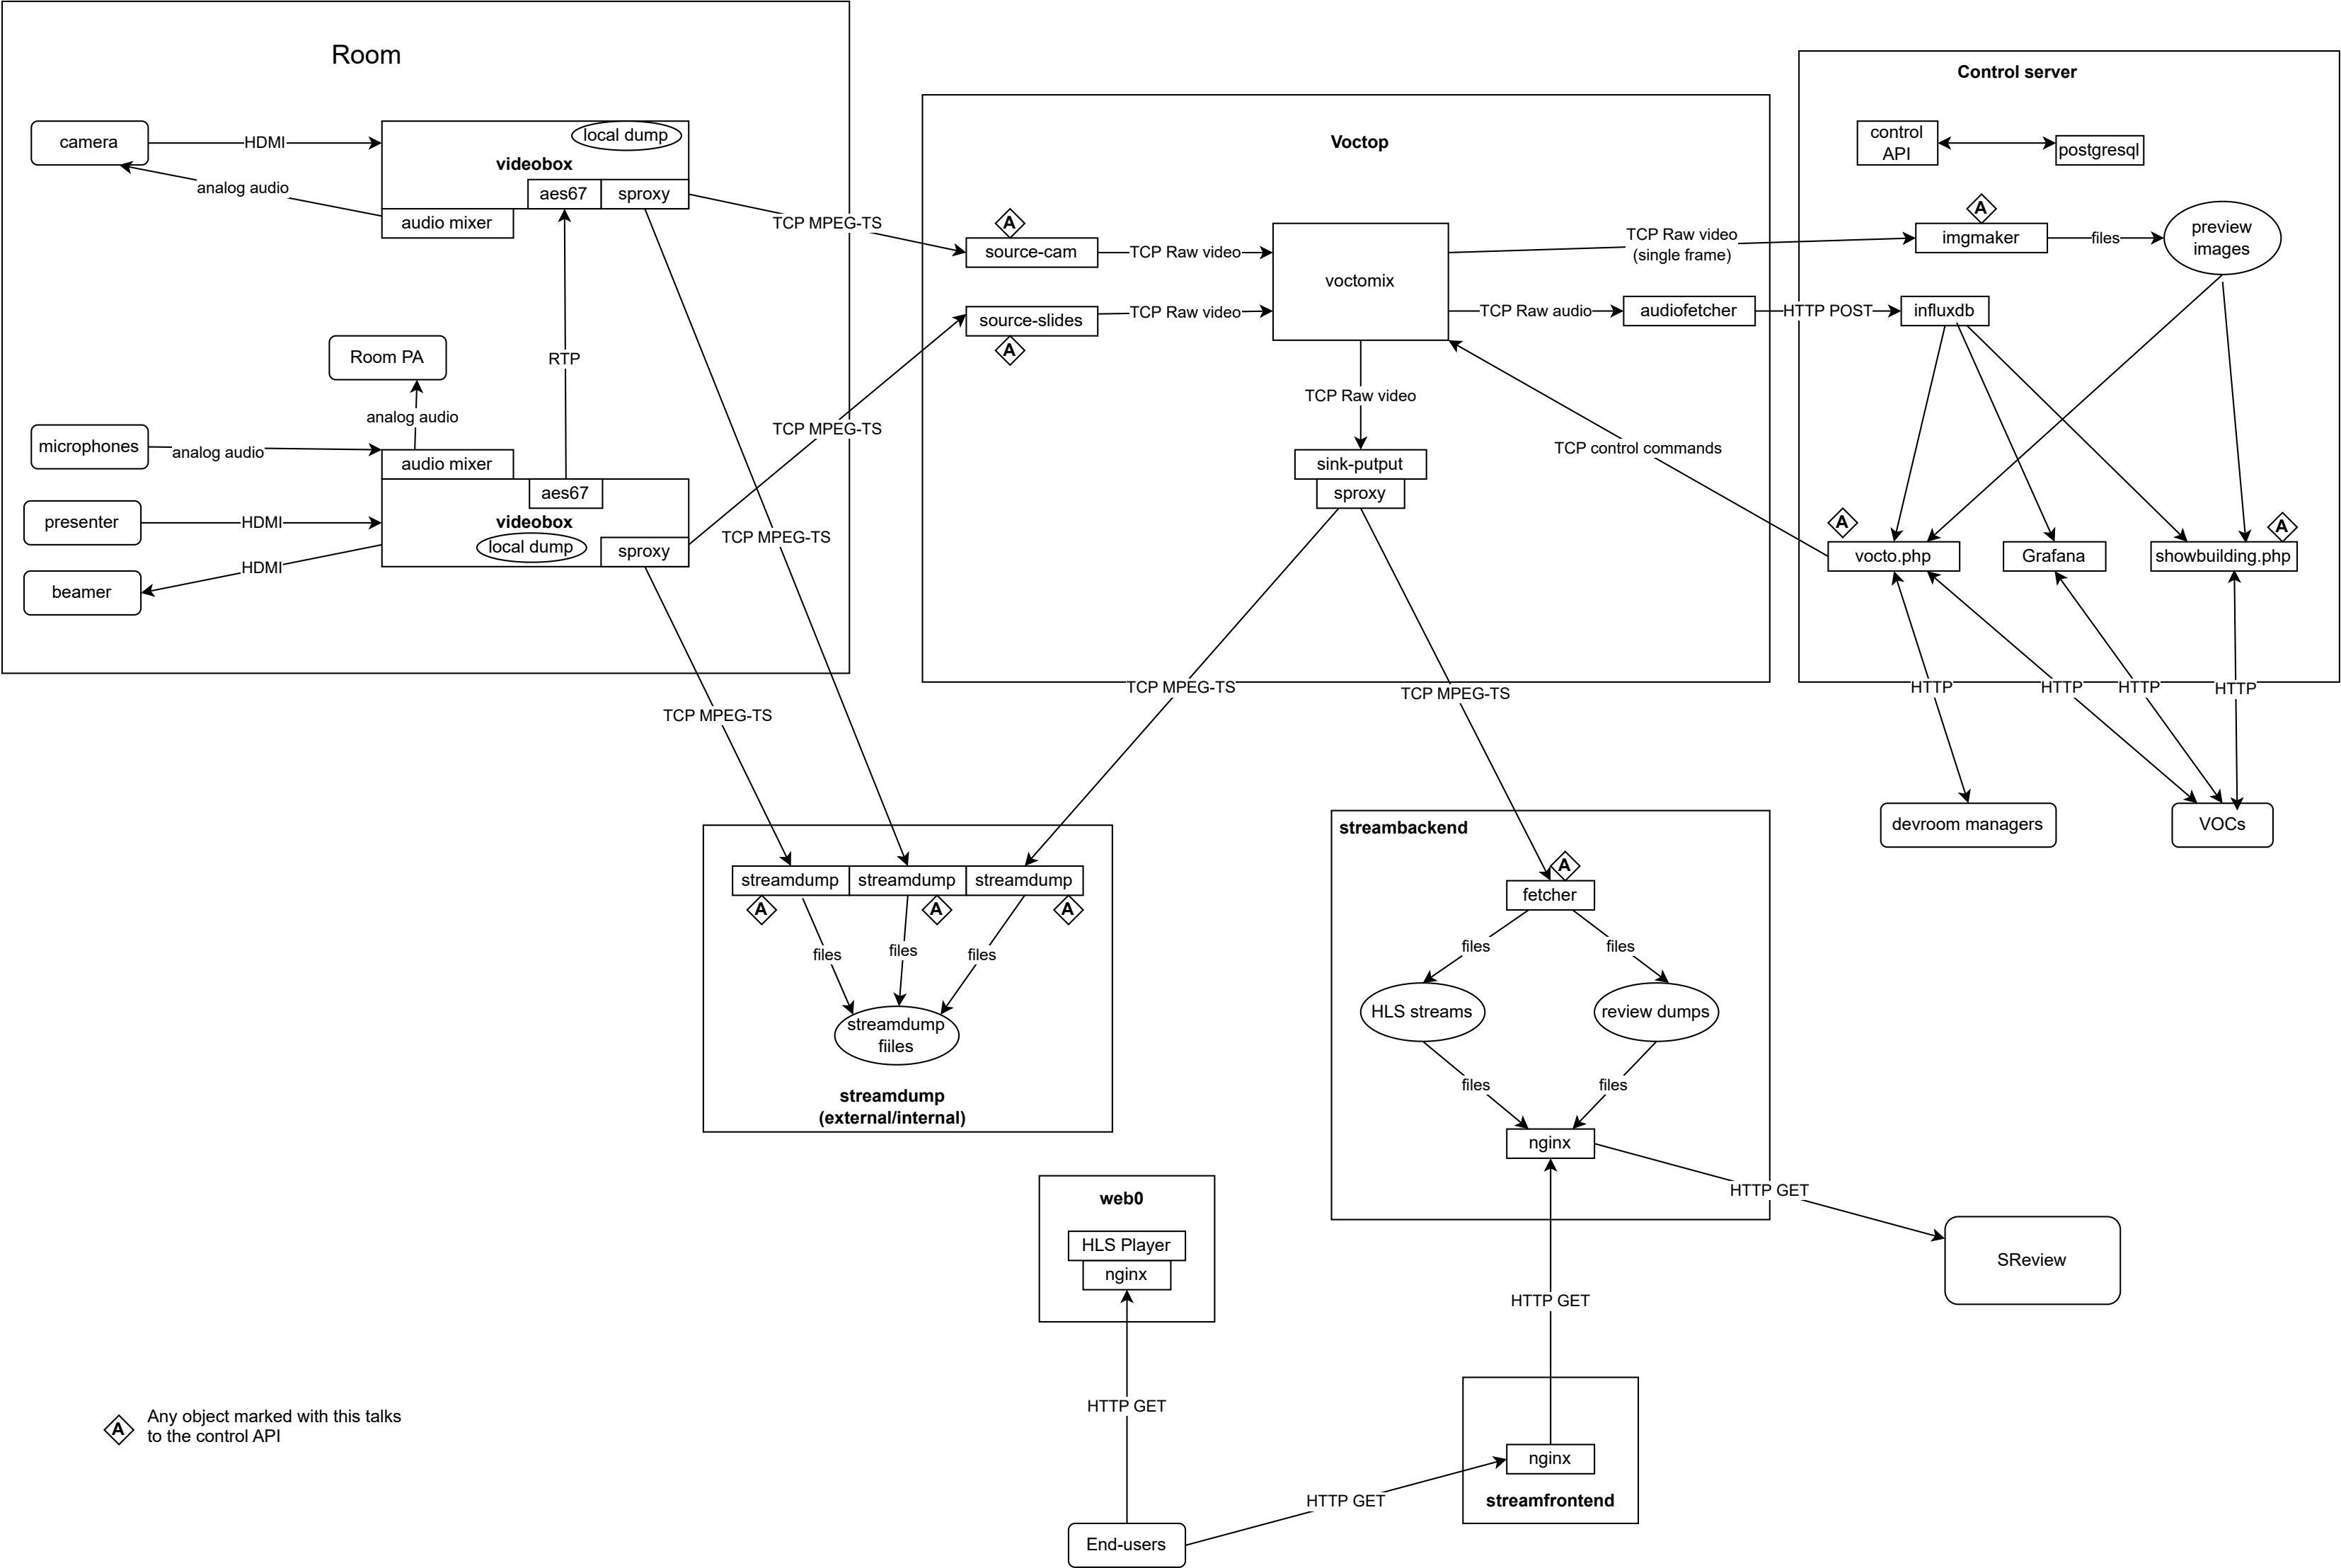 Room
camera
HDMI
local dump
videobox
aes67
sproxy
audio mixer
analog audio
TCP MPEG-TS
RTP
Room PA
analog audio
microphones
analog audio
audio mixer
aes67
presenter
HDMI
videobox
local dump
sproxy
HDMI
beamer
TCP MPEG-TS
TCP MPEG-TS
TCP MPEG-TS
Voctop
A
source-cam
TCP Raw video
source-slides
A
TCP Raw video
voctomix
TCP Raw video
(single frame)
TCP Raw audio
audiofetcher
HTTP POST
TCP Raw video
sink-putput
sproxy
TCP control commands
TCP MPEG-TS
TCP MPEG-TS
Control server
control
API
postgresql
A
imgmaker
files
preview
images
influxdb
A
vocto.php
Grafana
A
showbuilding.php
HTTP
HTTP
HTTP
HTTP
devroom managers
VOCs
streamdump
streamdump
streamdump
A
A
A
files
files
files
streamdump
fiiles
streamdump
(external/internal)
streambackend
A
fetcher
files
files
HLS streams
review dumps
files
files
nginx
HTTP GET
SReview
web0
HLS Player
nginx
HTTP GET
HTTP GET
nginx
streamfrontend
HTTP GET
End-users
A
Any object marked with this talks
to the control API